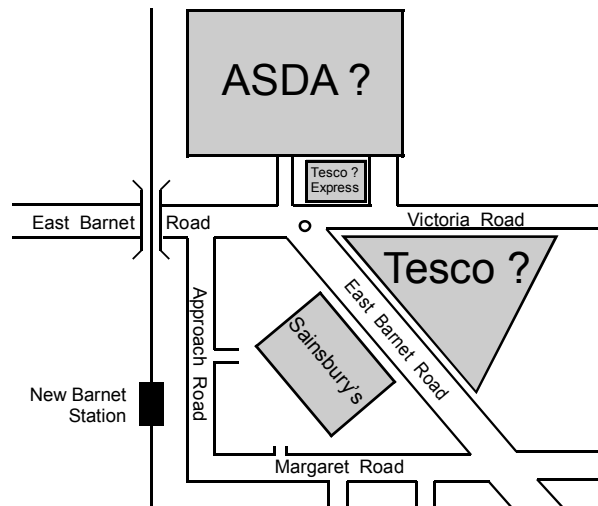 ASDA ?
Tesco ?
Express
East Barnet Road
Victoria Road
Tesco ?
East Barnet Road
Approach Road
Sainsbury's
New Barnet
Station
Margaret Road